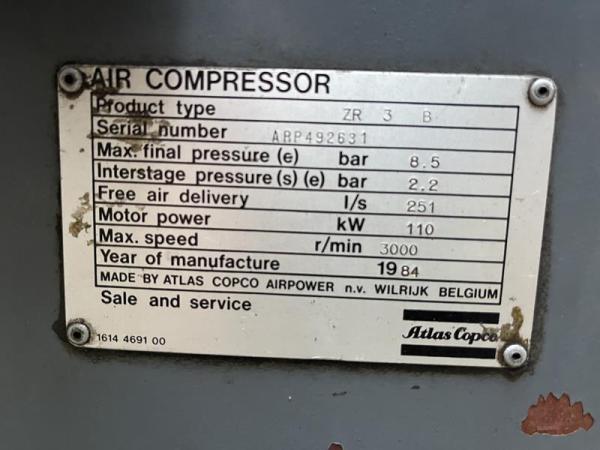 AIR COMPRESSOR
Product type ZR 3 B
Serial number ARP492631
Max. final pressure (e) bar 8.5
Interstage pressure (s) (e) bar 2.2
Free air delivery l/s 251
Motor power kW 110
Max. speed r/min 3000
Year of manufacture 1984
MADE BY ATLAS COPCO AIRPOWER n.v. WILRIJK BELGIUM
Sale and service
Atlas Copco
1614 4691 00